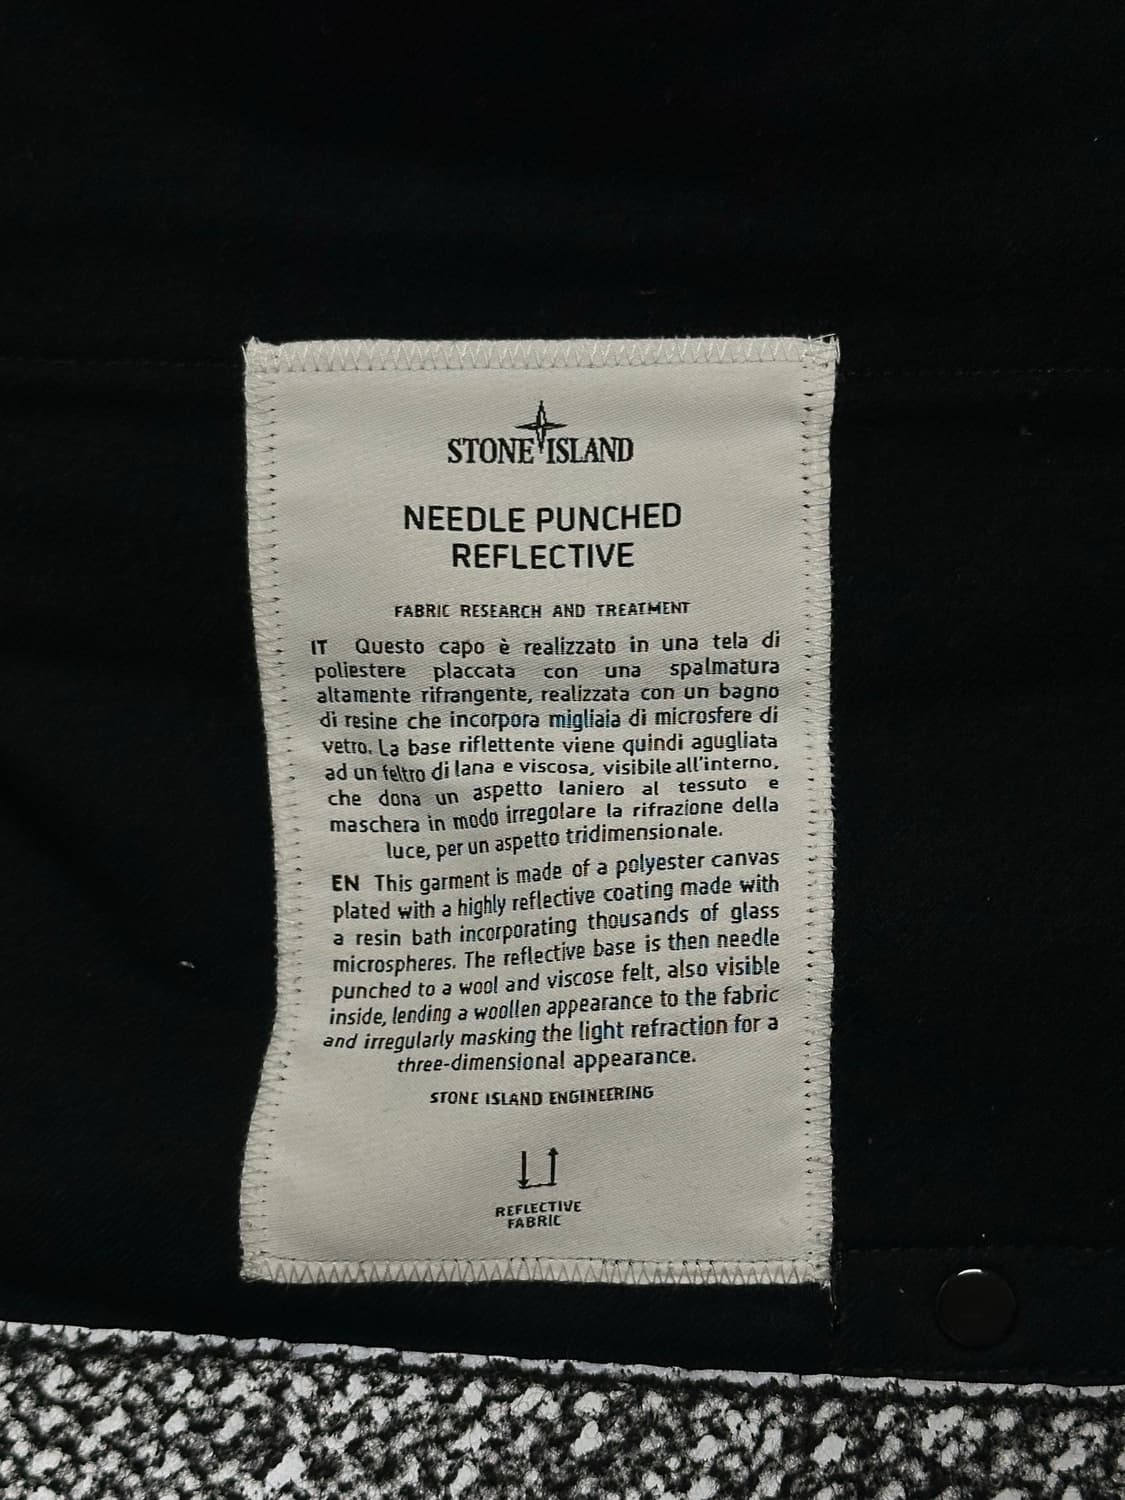 STONE ISLAND
NEEDLE PUNCHED
REFLECTIVE
FABRIC RESEARCH AND TREATMENT
IT Questo capo è realizzato in una tela di
poliestere placcata con una spalmatura
altamente rifrangente, realizzata con un bagno
di resine che incorpora migliaia di microsfere di
vetro. La base riflettente viene quindi agugliata
ad un feltro di lana e viscosa, visibile all'interno,
che dona un aspetto laniero al tessuto e
maschera in modo irregolare la rifrazione della
luce, per un aspetto tridimensionale.
EN This garment is made of a polyester canvas
plated with a highly reflective coating made with
a resin bath incorporating thousands of glass
microspheres. The reflective base is then needle
punched to a wool and viscose felt, also visible
inside, lending a woollen appearance to the fabric
and irregularly masking the light refraction for a
three-dimensional appearance.
STONE ISLAND ENGINEERING
REFLECTIVE
FABRIC